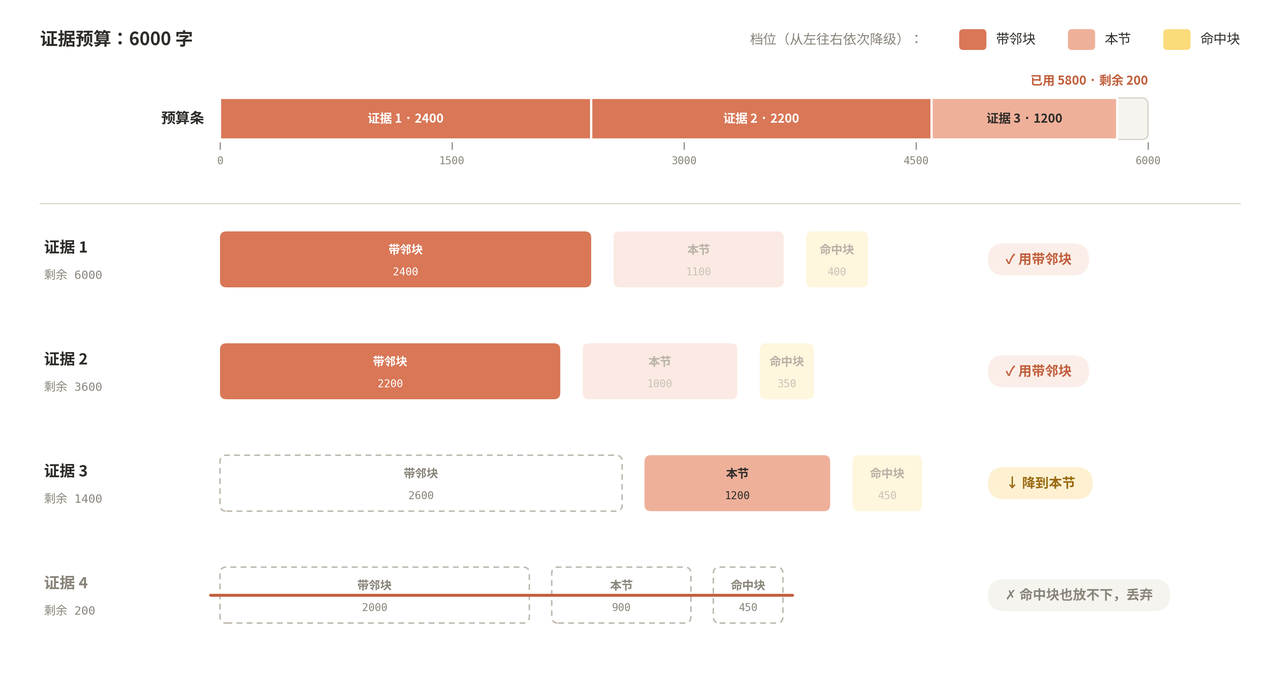 证据预算：6000 字
档位（从左往右依次降级）： 带邻块 本节 命中块
已用 5800 · 剩余 200
预算条 证据 1 · 2400 证据 2 · 2200 证据 3 · 1200
0 1500 3000 4500 6000
证据 1
剩余 6000
带邻块
2400
本节
1100
命中块
400
✓ 用带邻块
证据 2
剩余 3600
带邻块
2200
本节
1000
命中块
350
✓ 用带邻块
证据 3
剩余 1400
带邻块
2600
本节
1200
命中块
450
↓ 降到本节
证据 4
剩余 200
带邻块
2000
本节
900
命中块
450
✗ 命中块也放不下，丢弃